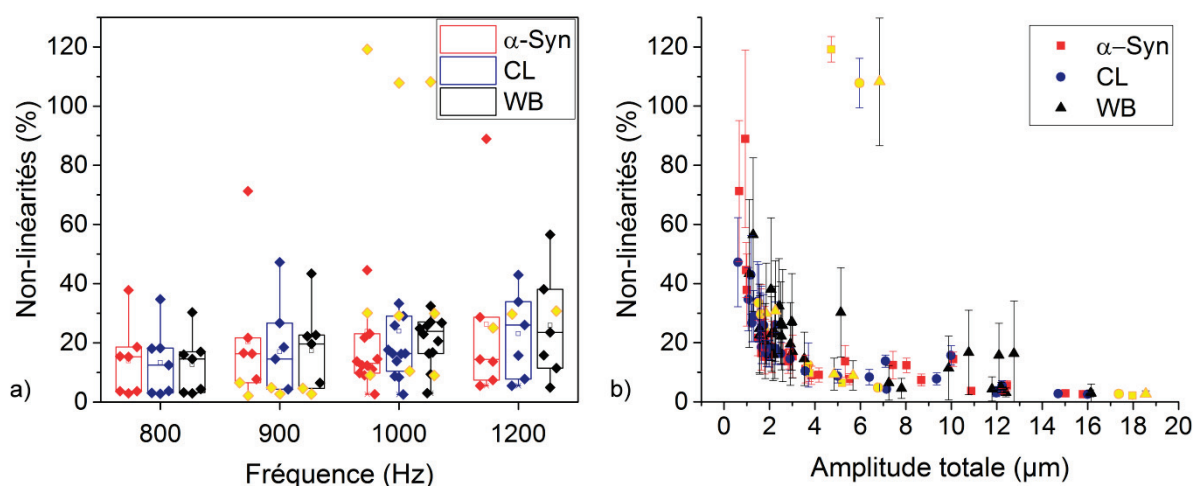 120
100
80
60
40
20
0
Non-linéarités (%)
α-Syn
CL
WB
800
900
1000
1200
Fréquence (Hz)
a)
120
100
80
60
40
20
0
Non-linéarités (%)
α–Syn
CL
WB
0 2 4 6 8 10 12 14 16 18 20
Amplitude totale (µm)
b)